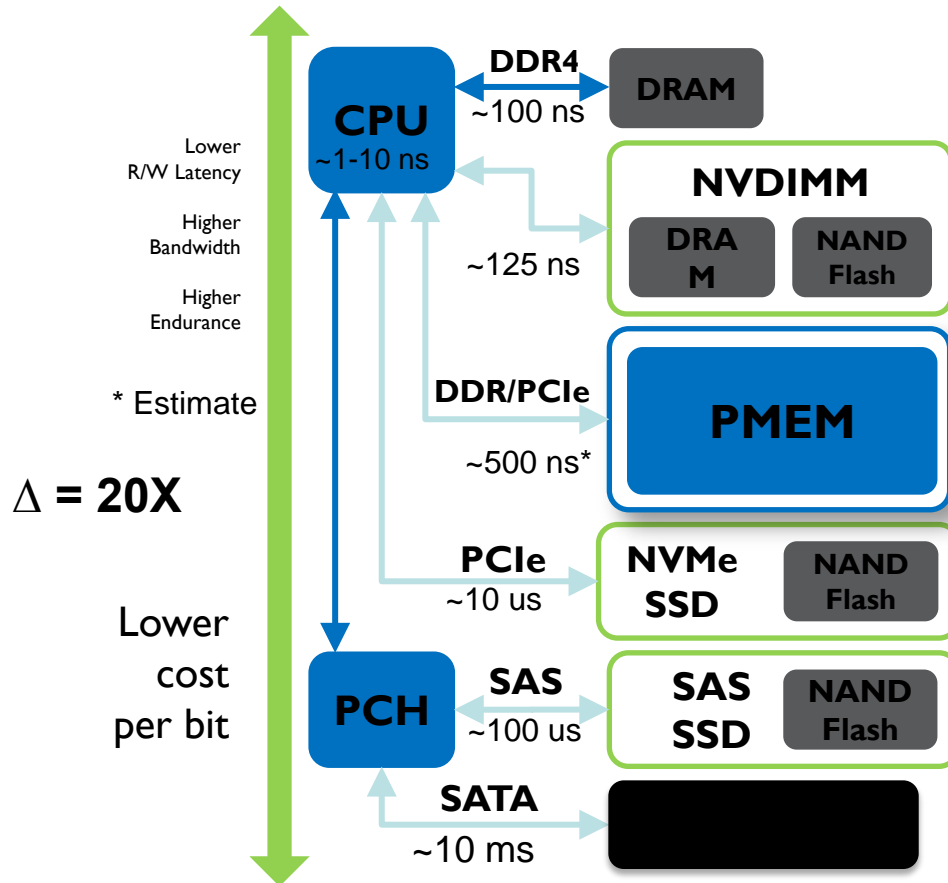 DDR4
DRAM
CPU
~100 ns
~1-10 ns
Lower
R/W Latency
NVDIMM
Higher
Bandwidth
DRA
M
NAND
Flash
~125 ns
Higher
Endurance
* Estimate
DDR/PCIe
PMEM
~500 ns*
Δ = 20X
PCIe
~10 us
NVMe
SSD
NAND
Flash
Lower
cost
per bit
PCH
SAS
~100 us
SAS
SSD
NAND
Flash
SATA
~10 ms